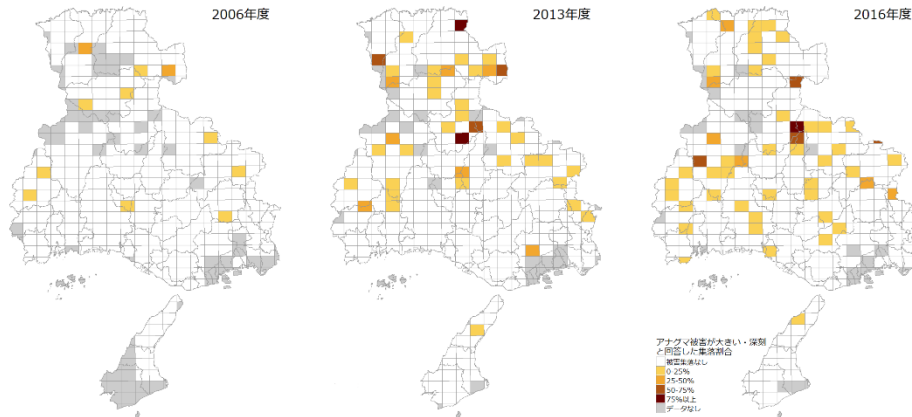 2006年度
2013年度
2016年度
アナグマ被害が大きい・深刻
と回答した集落割合
被害集落なし
0-25%
25-50%
50-75%
75%以上
データなし